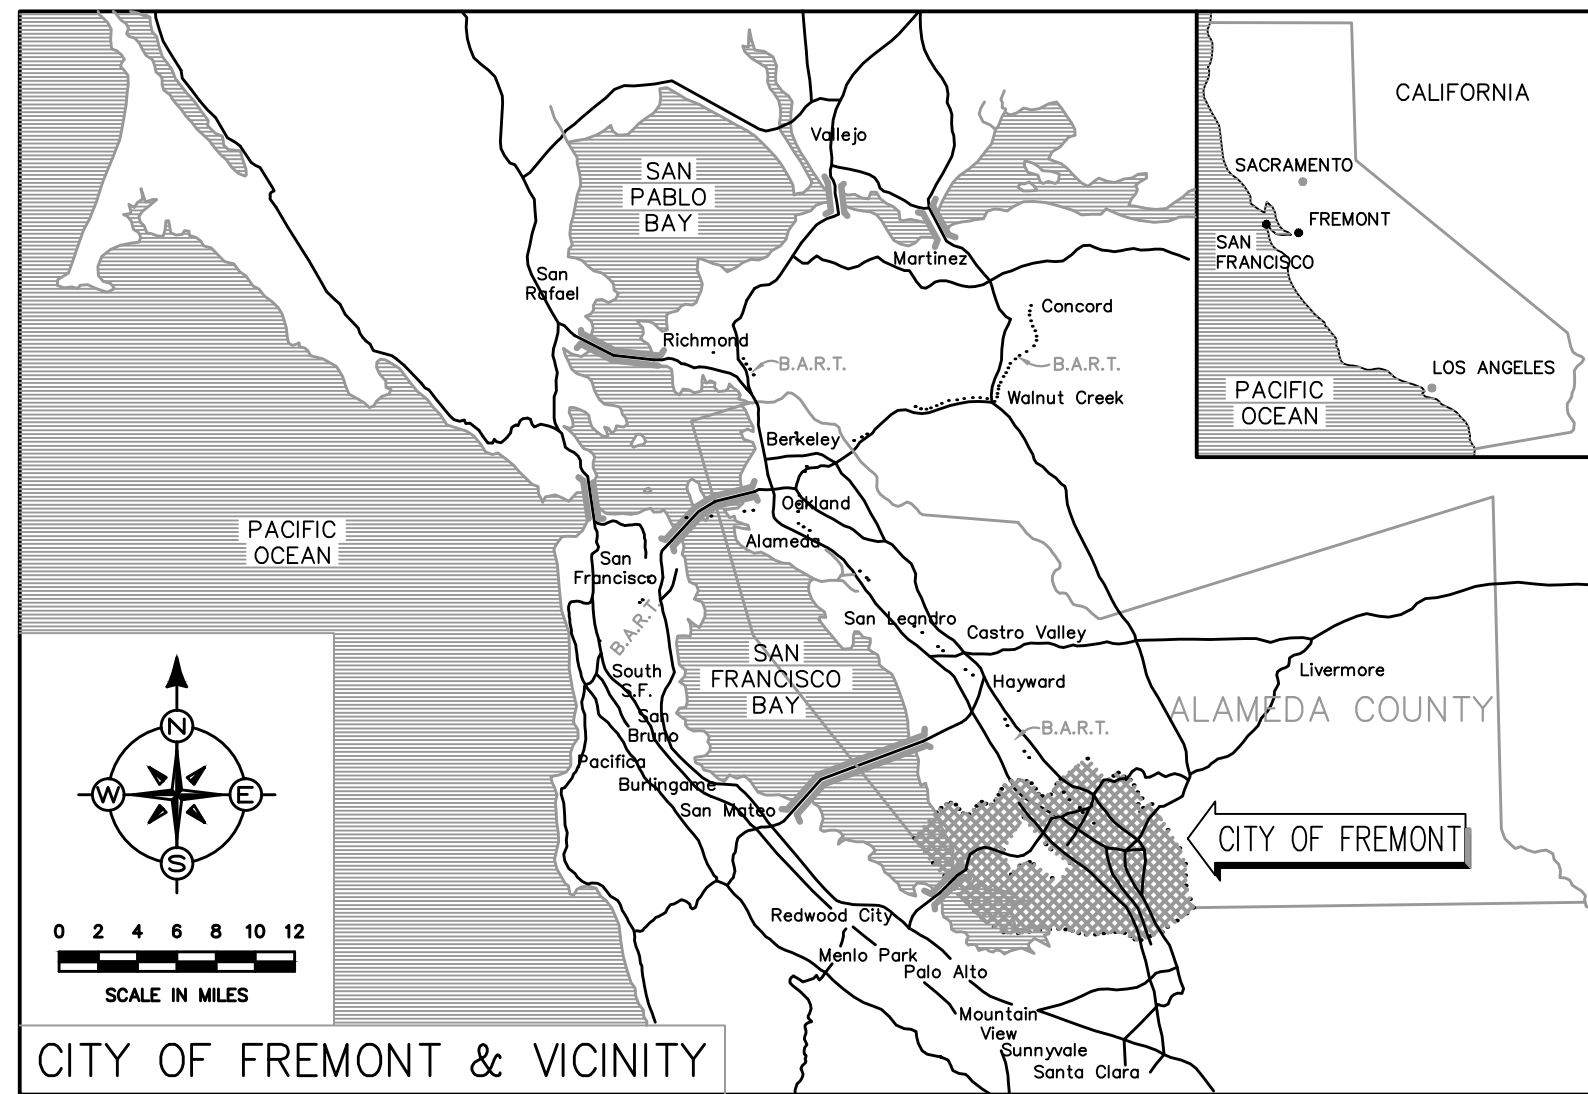 CALIFORNIA
SACRAMENTO
FREMONT
SAN
FRANCISCO
LOS ANGELES
PACIFIC
OCEAN
Vallejo
SAN
PABLO
BAY
Martinez
San
Rafael
Concord
Richmond
B.A.R.T.
B.A.R.T.
Walnut Creek
Berkeley
Oakland
Alameda
PACIFIC
OCEAN
San
Francisco
B.A.R.T.
San Leandro
Castro Valley
SAN
FRANCISCO
BAY
Livermore
South
S.F.
Hayward
ALAMEDA COUNTY
San
Bruno
B.A.R.T.
Pacifica
Burlingame
San Mateo
CITY OF FREMONT
Redwood City
Menlo Park
Palo Alto
Mountain
View
Sunnyvale
Santa Clara
N
W
E
S
0 2 4 6 8 10 12
SCALE IN MILES
CITY OF FREMONT & VICINITY